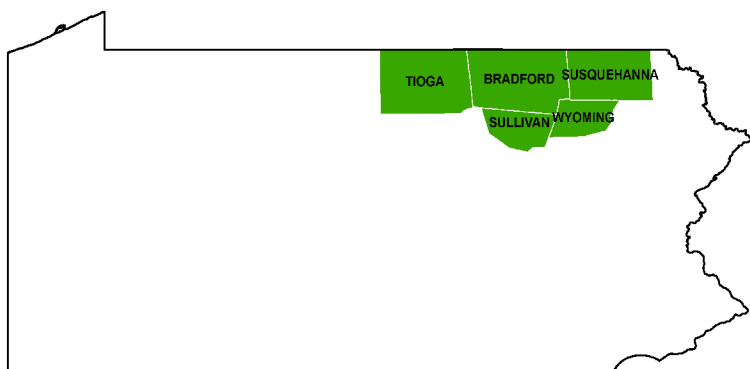 TIOGA
BRADFORD
SUSQUEHANNA
SULLIVAN
WYOMING